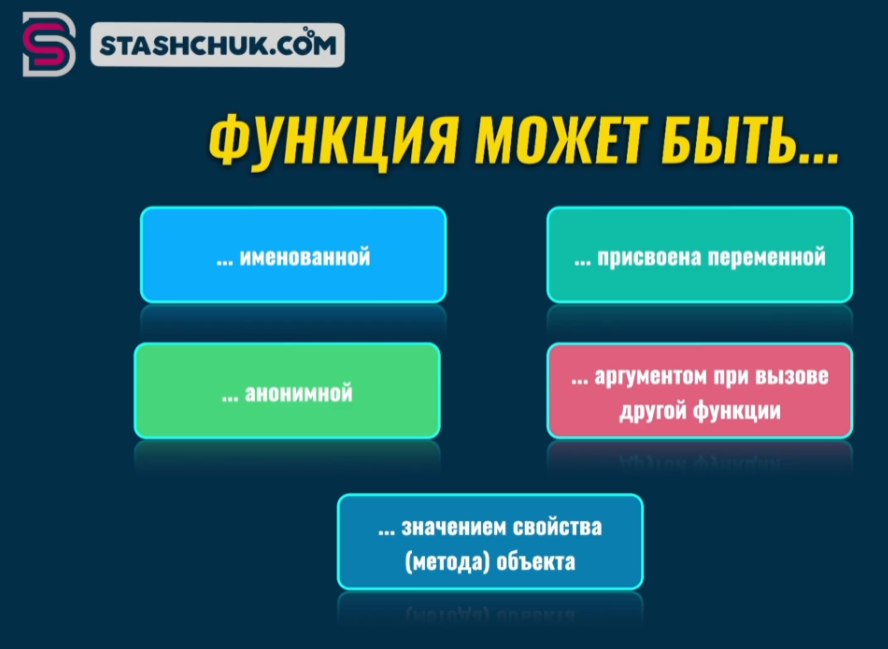 STASHCHUK.COM
ФУНКЦИЯ МОЖЕТ БЫТЬ...
... именованной
... присвоена переменной
... анонимной
... аргументом при вызове
другой функции
... значением свойства
(метода) объекта